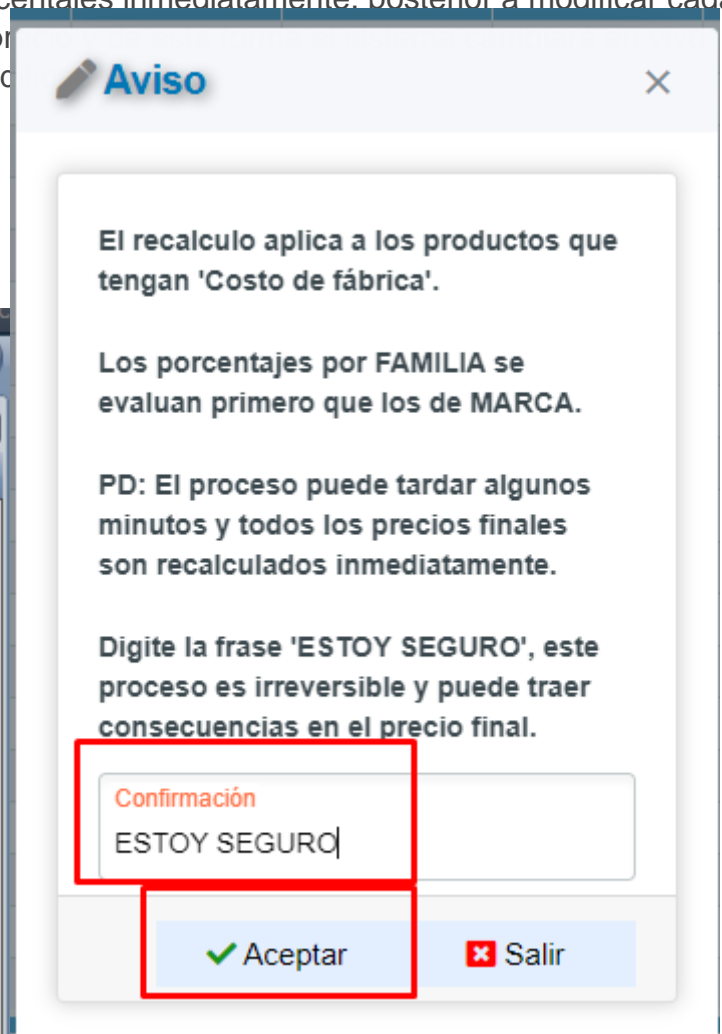 inmediatamente, posterior a modificar
Aviso
El recalculo aplica a los productos que
tengan 'Costo de fábrica'.
Los porcentajes por FAMILIA se
evaluan primero que los de MARCA.
PD: El proceso puede tardar algunos
minutos y todos los precios finales
son recalculados inmediatamente.
Digite la frase 'ESTOY SEGURO', este
proceso es irreversible y puede traer
consecuencias en el precio final.
Confirmación
ESTOY SEGURO
Aceptar
Salir